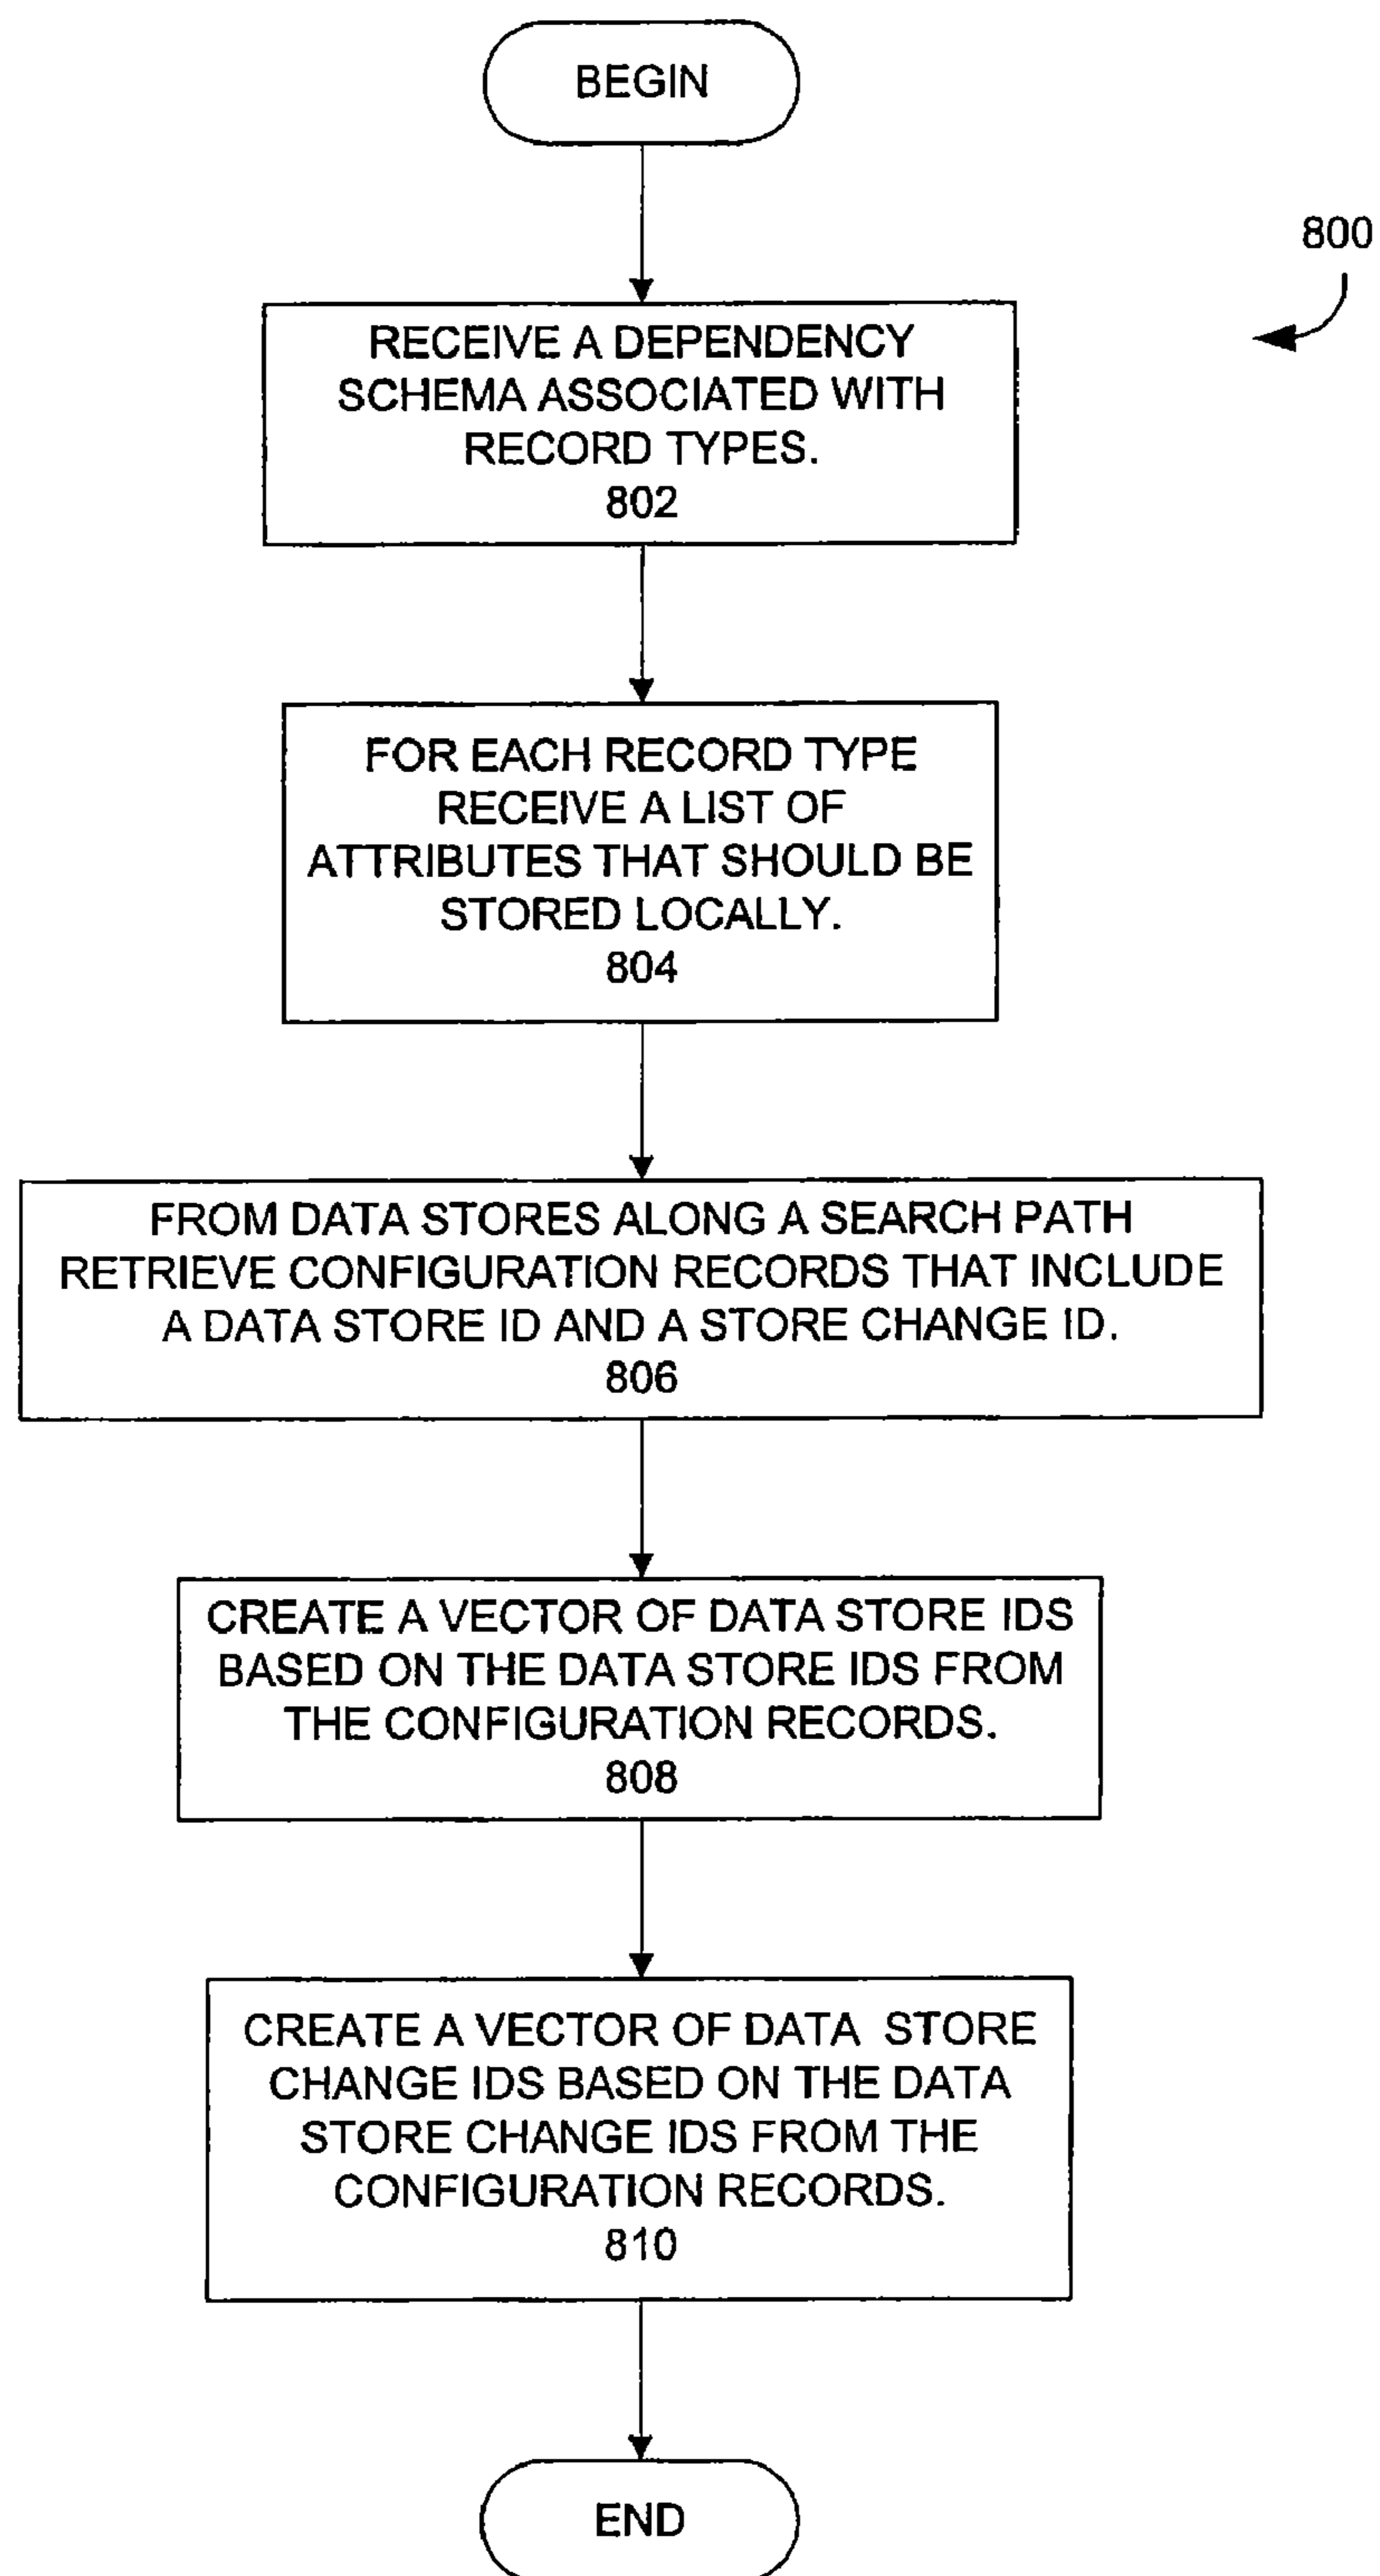 BEGIN
800
RECEIVE A DEPENDENCY
SCHEMA ASSOCIATED WITH
RECORD TYPES.
802
FOR EACH RECORD TYPE
RECEIVE A LIST OF
ATTRIBUTES THAT SHOULD BE
STORED LOCALLY.
804
FROM DATA STORES ALONG A SEARCH PATH
RETRIEVE CONFIGURATION RECORDS THAT INCLUDE
A DATA STORE ID AND A STORE CHANGE ID.
806
CREATE A VECTOR OF DATA STORE IDS
BASED ON THE DATA STORE IDS FROM
THE CONFIGURATION RECORDS.
808
CREATE A VECTOR OF DATA STORE
CHANGE IDS BASED ON THE DATA
STORE CHANGE IDS FROM THE
CONFIGURATION RECORDS.
810
END